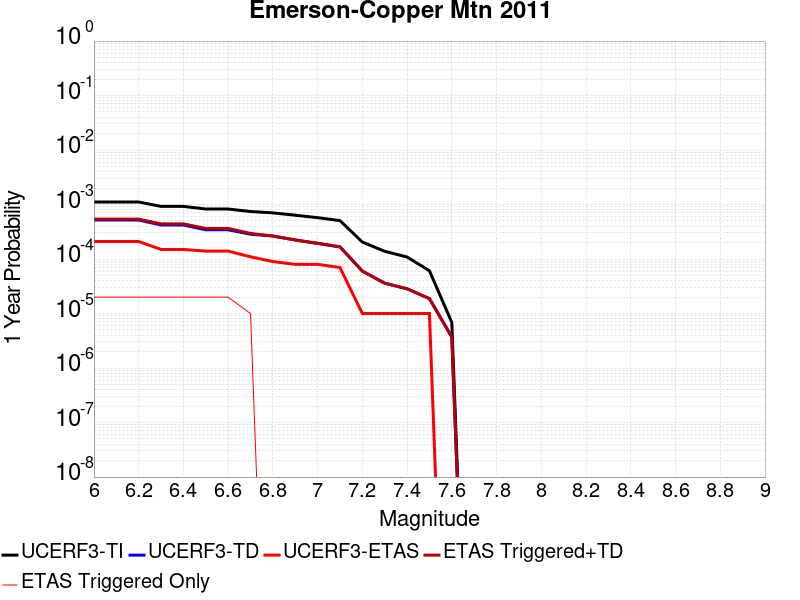 Emerson-Copper Mtn 2011
10^0
10^-1
10^-2
10^-3
10^-4
10^-5
10^-6
10^-7
10^-8
1 Year Probability
6 6.2 6.4 6.6 6.8 7 7.2 7.4 7.6 7.8 8 8.2 8.4 8.6 8.8 9
Magnitude
UCERF3-TI UCERF3-TD UCERF3-ETAS ETAS Triggered+TD
ETAS Triggered Only